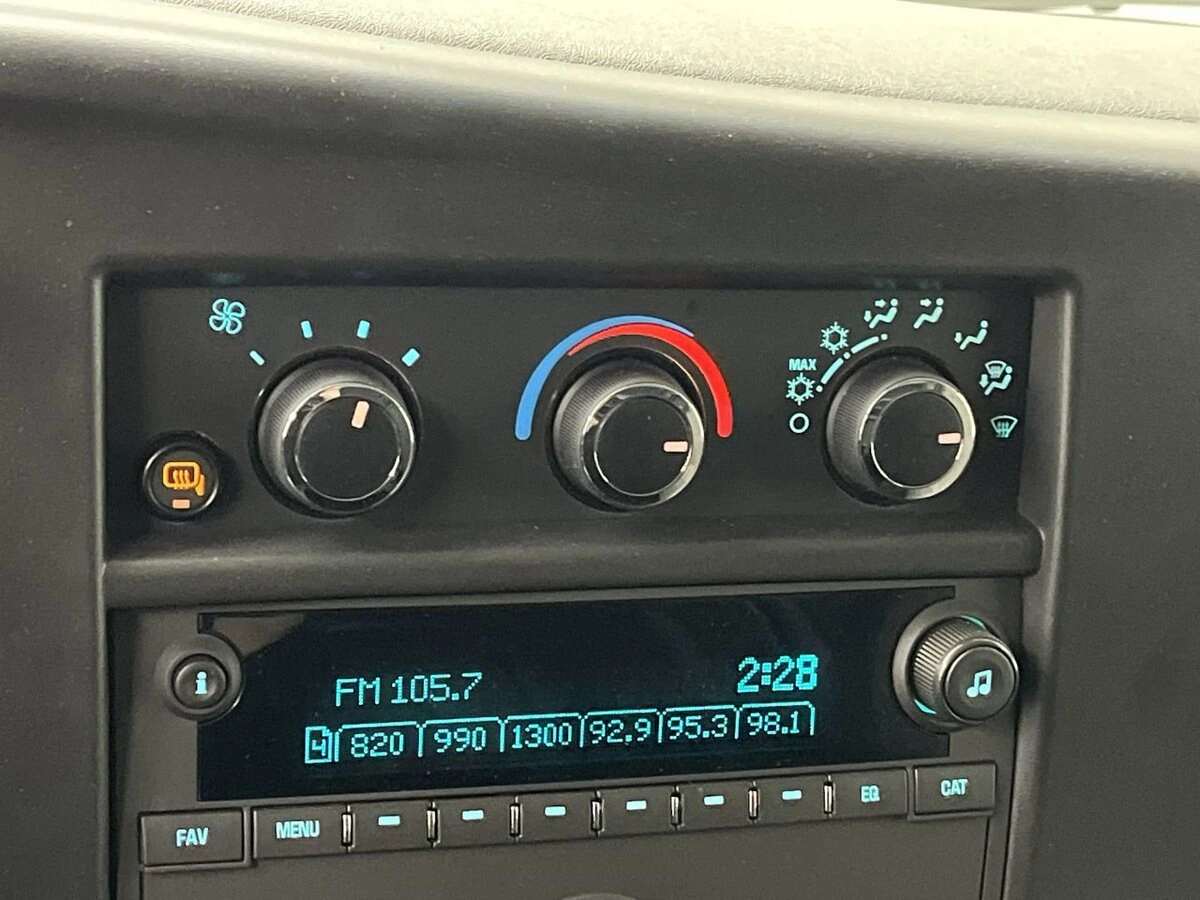 MAX
i
FM 105.7 2:28
4 820 990 1300 92.9 95.3 98.1
FAV MENU EQ CAT